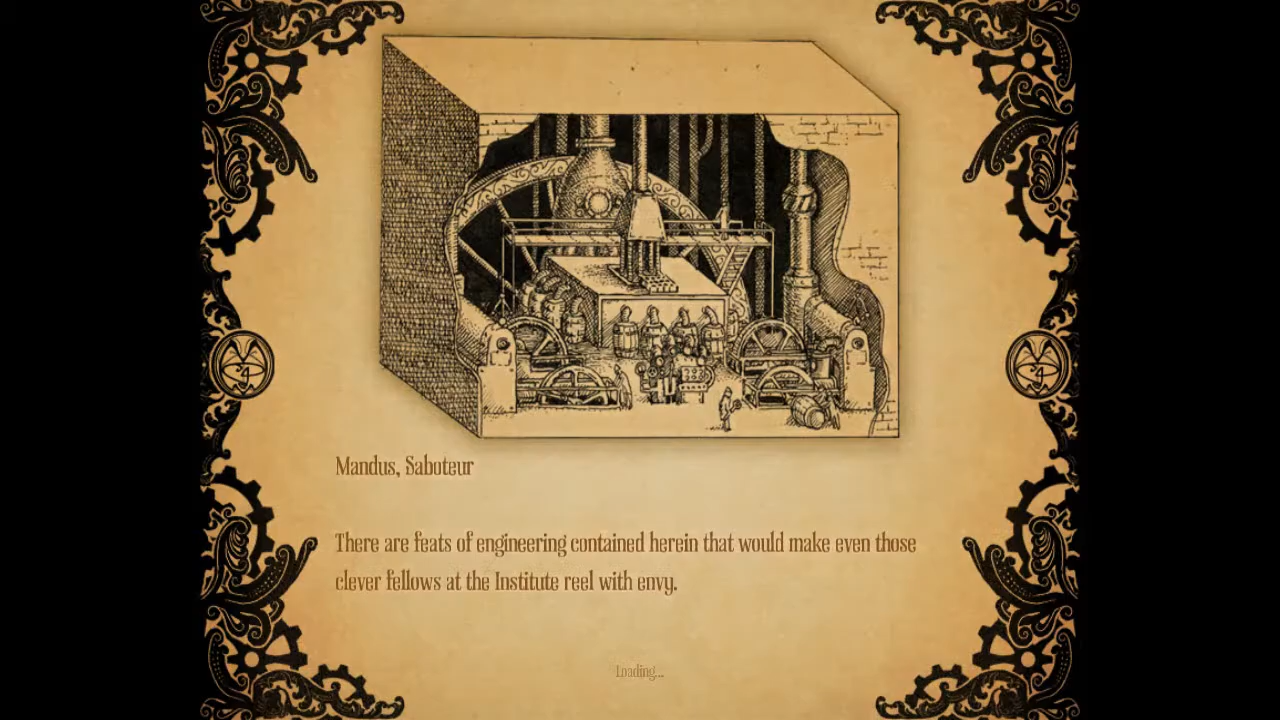 Mandus, Saboteur
There are feats of engineering contained herein that would make even those
clever fellows at the Institute reel with envy.
Loading...